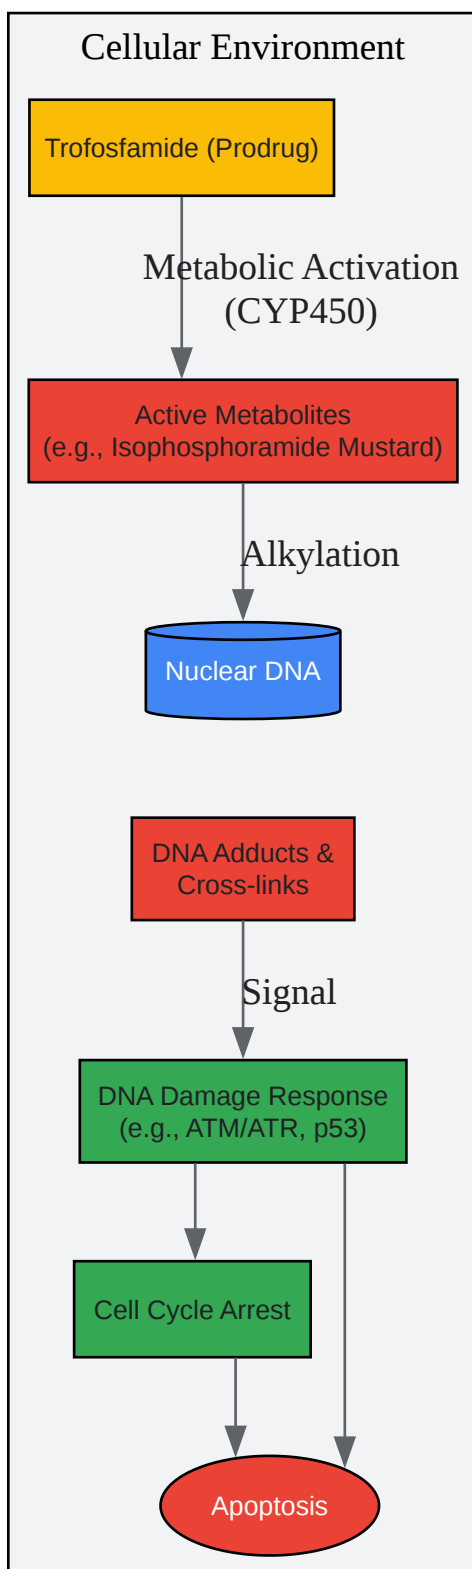 Cellular Environment
Trofosfamide (Prodrug)
Metabolic Activation
(CYP450)
Active Metabolites
(e.g., Isophosphoramide Mustard)
Alkylation
Nuclear DNA
DNA Adducts &
Cross-links
Signal
DNA Damage Response
(e.g., ATM/ATR, p53)
Cell Cycle Arrest
Apoptosis